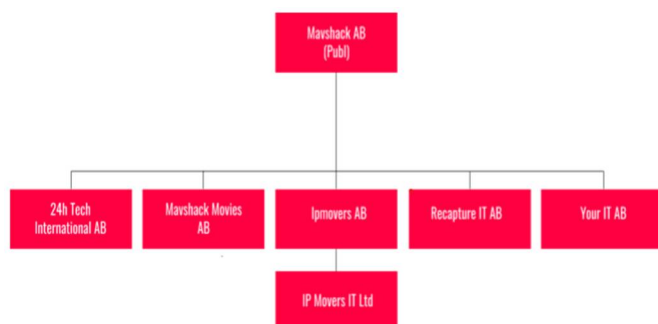 Mavshack AB
(Publ)
24h Tech
International AB
Mavshack Movies
AB
Ipmovers AB
Recapture IT AB
Your IT AB
IP Movers IT Ltd